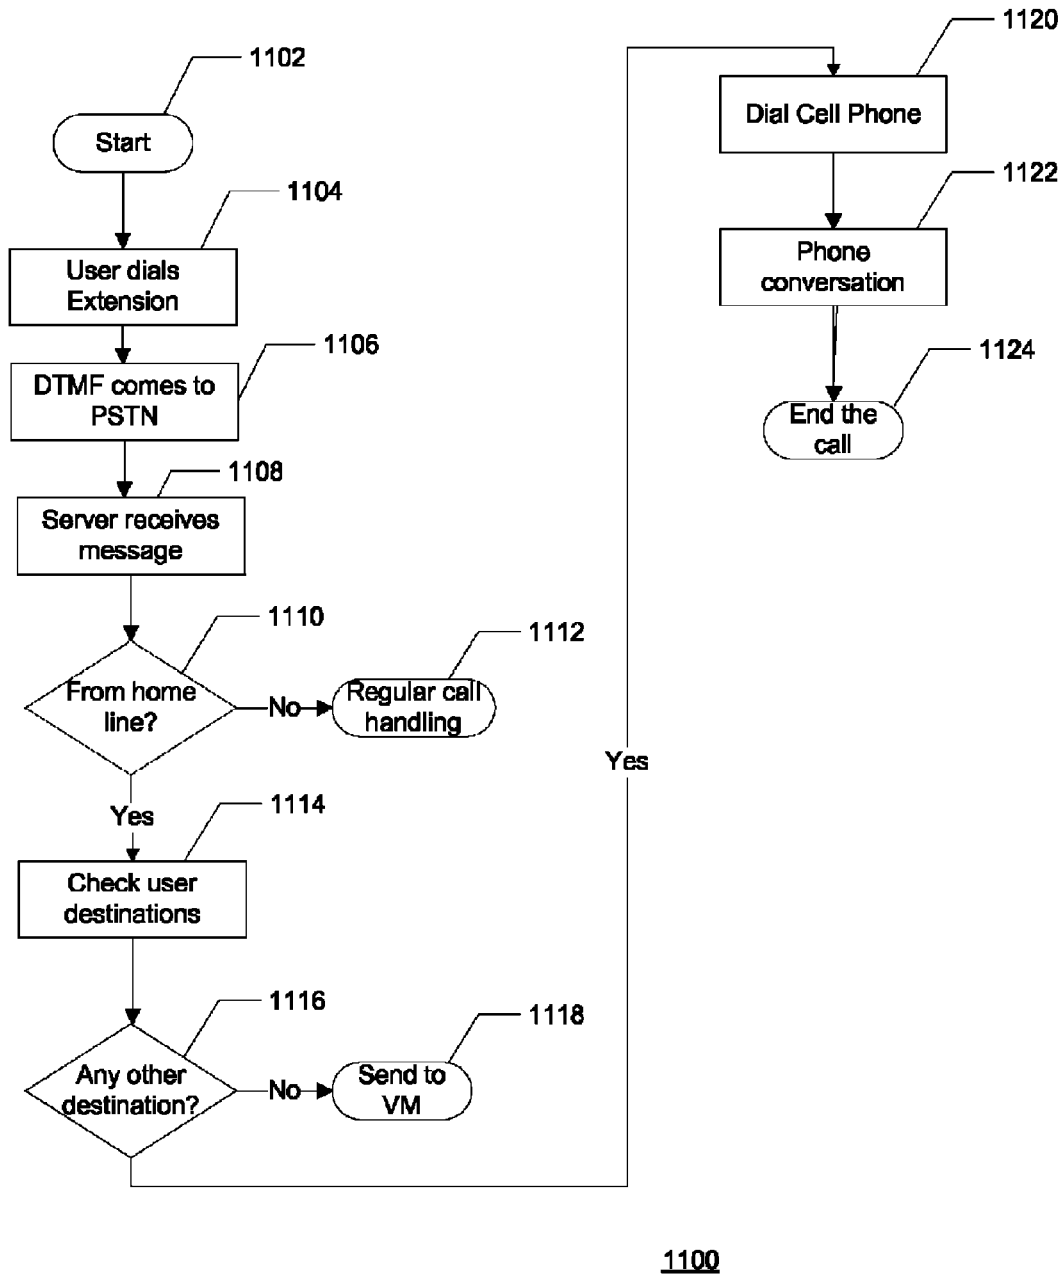 1102
Start
1104
User dials
Extension
1106
DTMF comes to
PSTN
1108
Server receives
message
1110
From home
line?
No
1112
Regular call
handling
Yes
1114
Check user
destinations
1116
Any other
destination?
No
1118
Send to
VM
Yes
1120
Dial Cell Phone
1122
Phone
conversation
1124
End the
call
1100